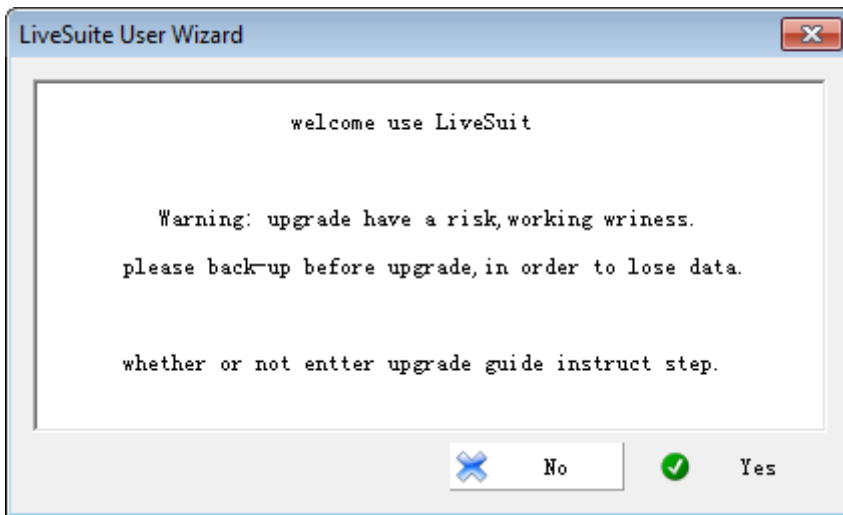 LiveSuite User Wizard
welcome use LiveSuit
Warning: upgrade have a risk,working wriness.
please back-up before upgrade,in order to lose data.
whether or not entter upgrade guide instruct step.
No
Yes